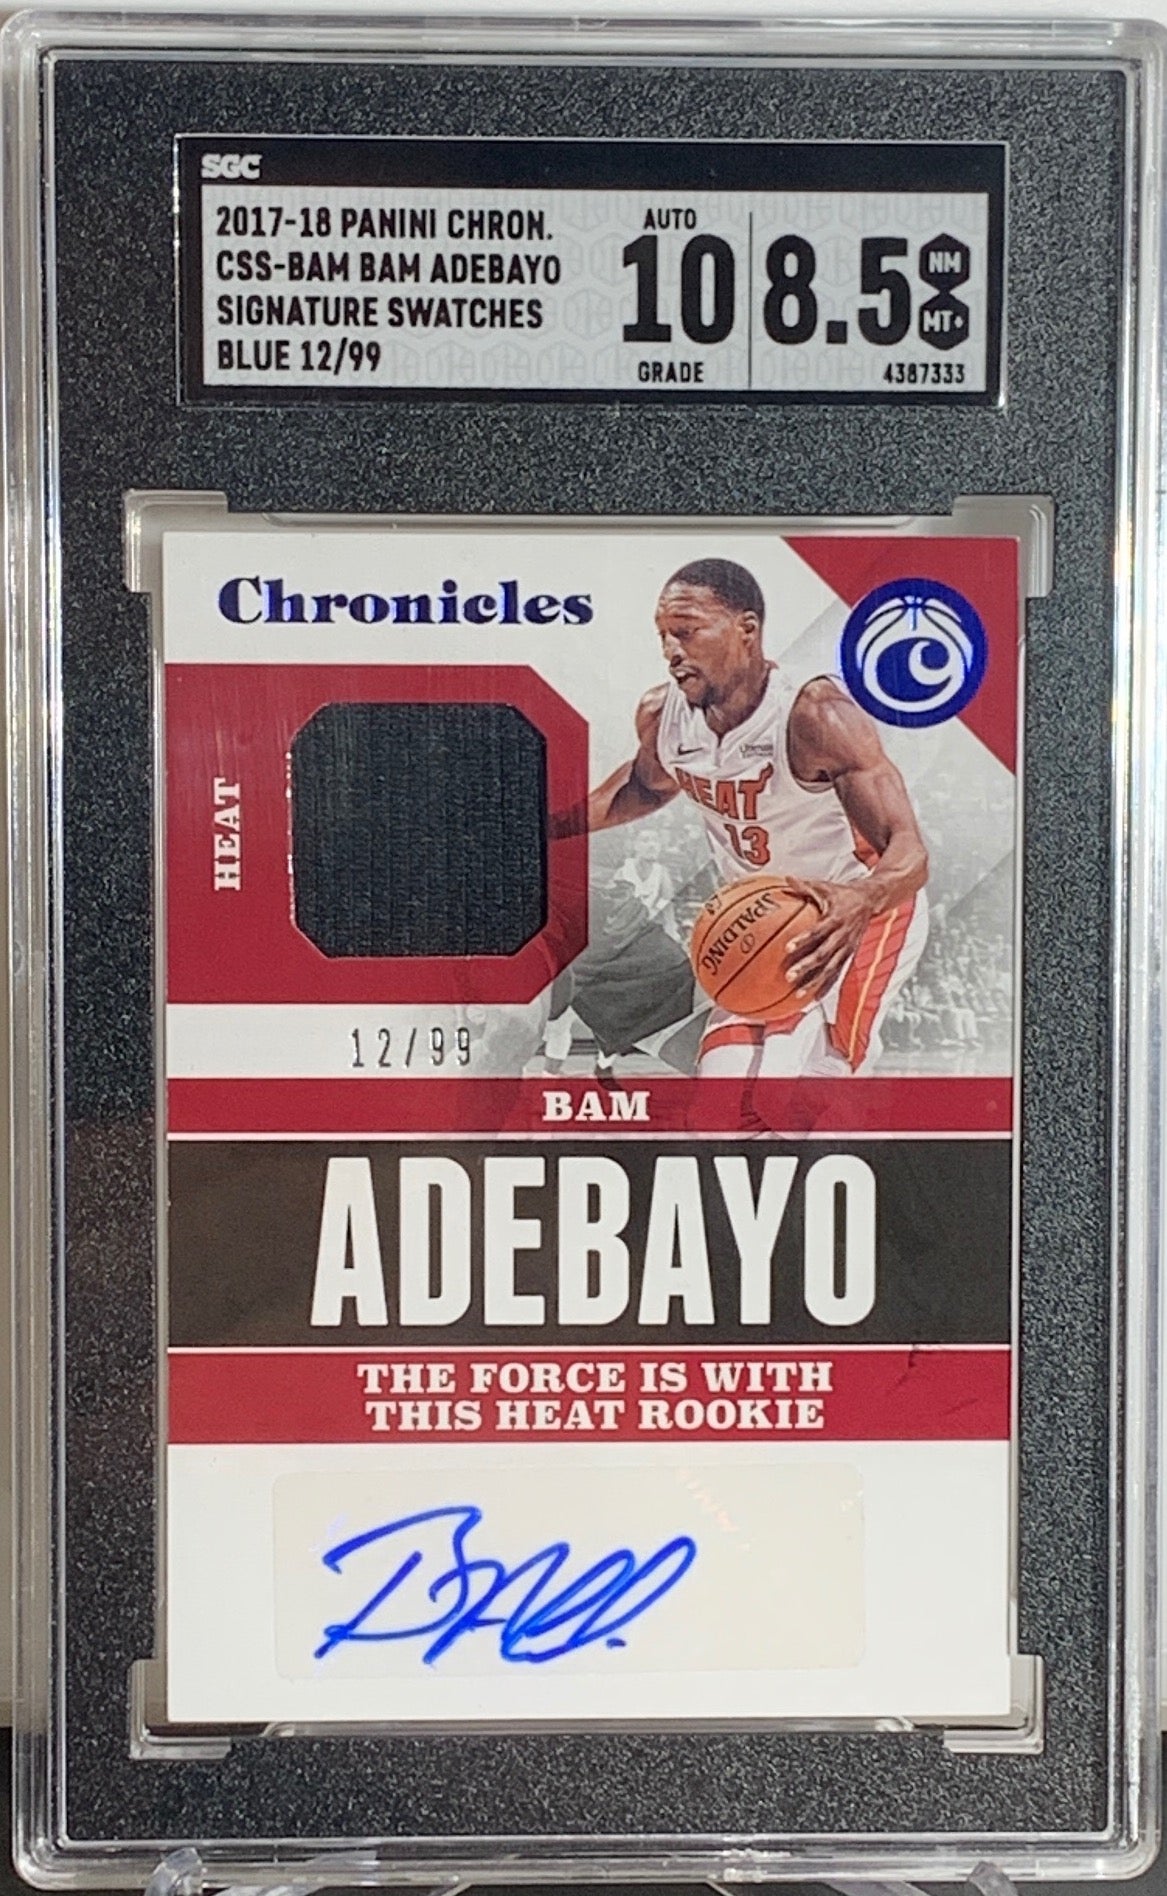 SGC
2017-18 PANINI CHRON.
CSS-BAM BAM ADEBAYO
SIGNATURE SWATCHES
BLUE 12/99
AUTO
10
GRADE
8.5
NM
MT+
4387333
Chronicles
C
HEAT
HEAT
13
SPALDING
12/99
BAM
ADEBAYO
THE FORCE IS WITH
THIS HEAT ROOKIE